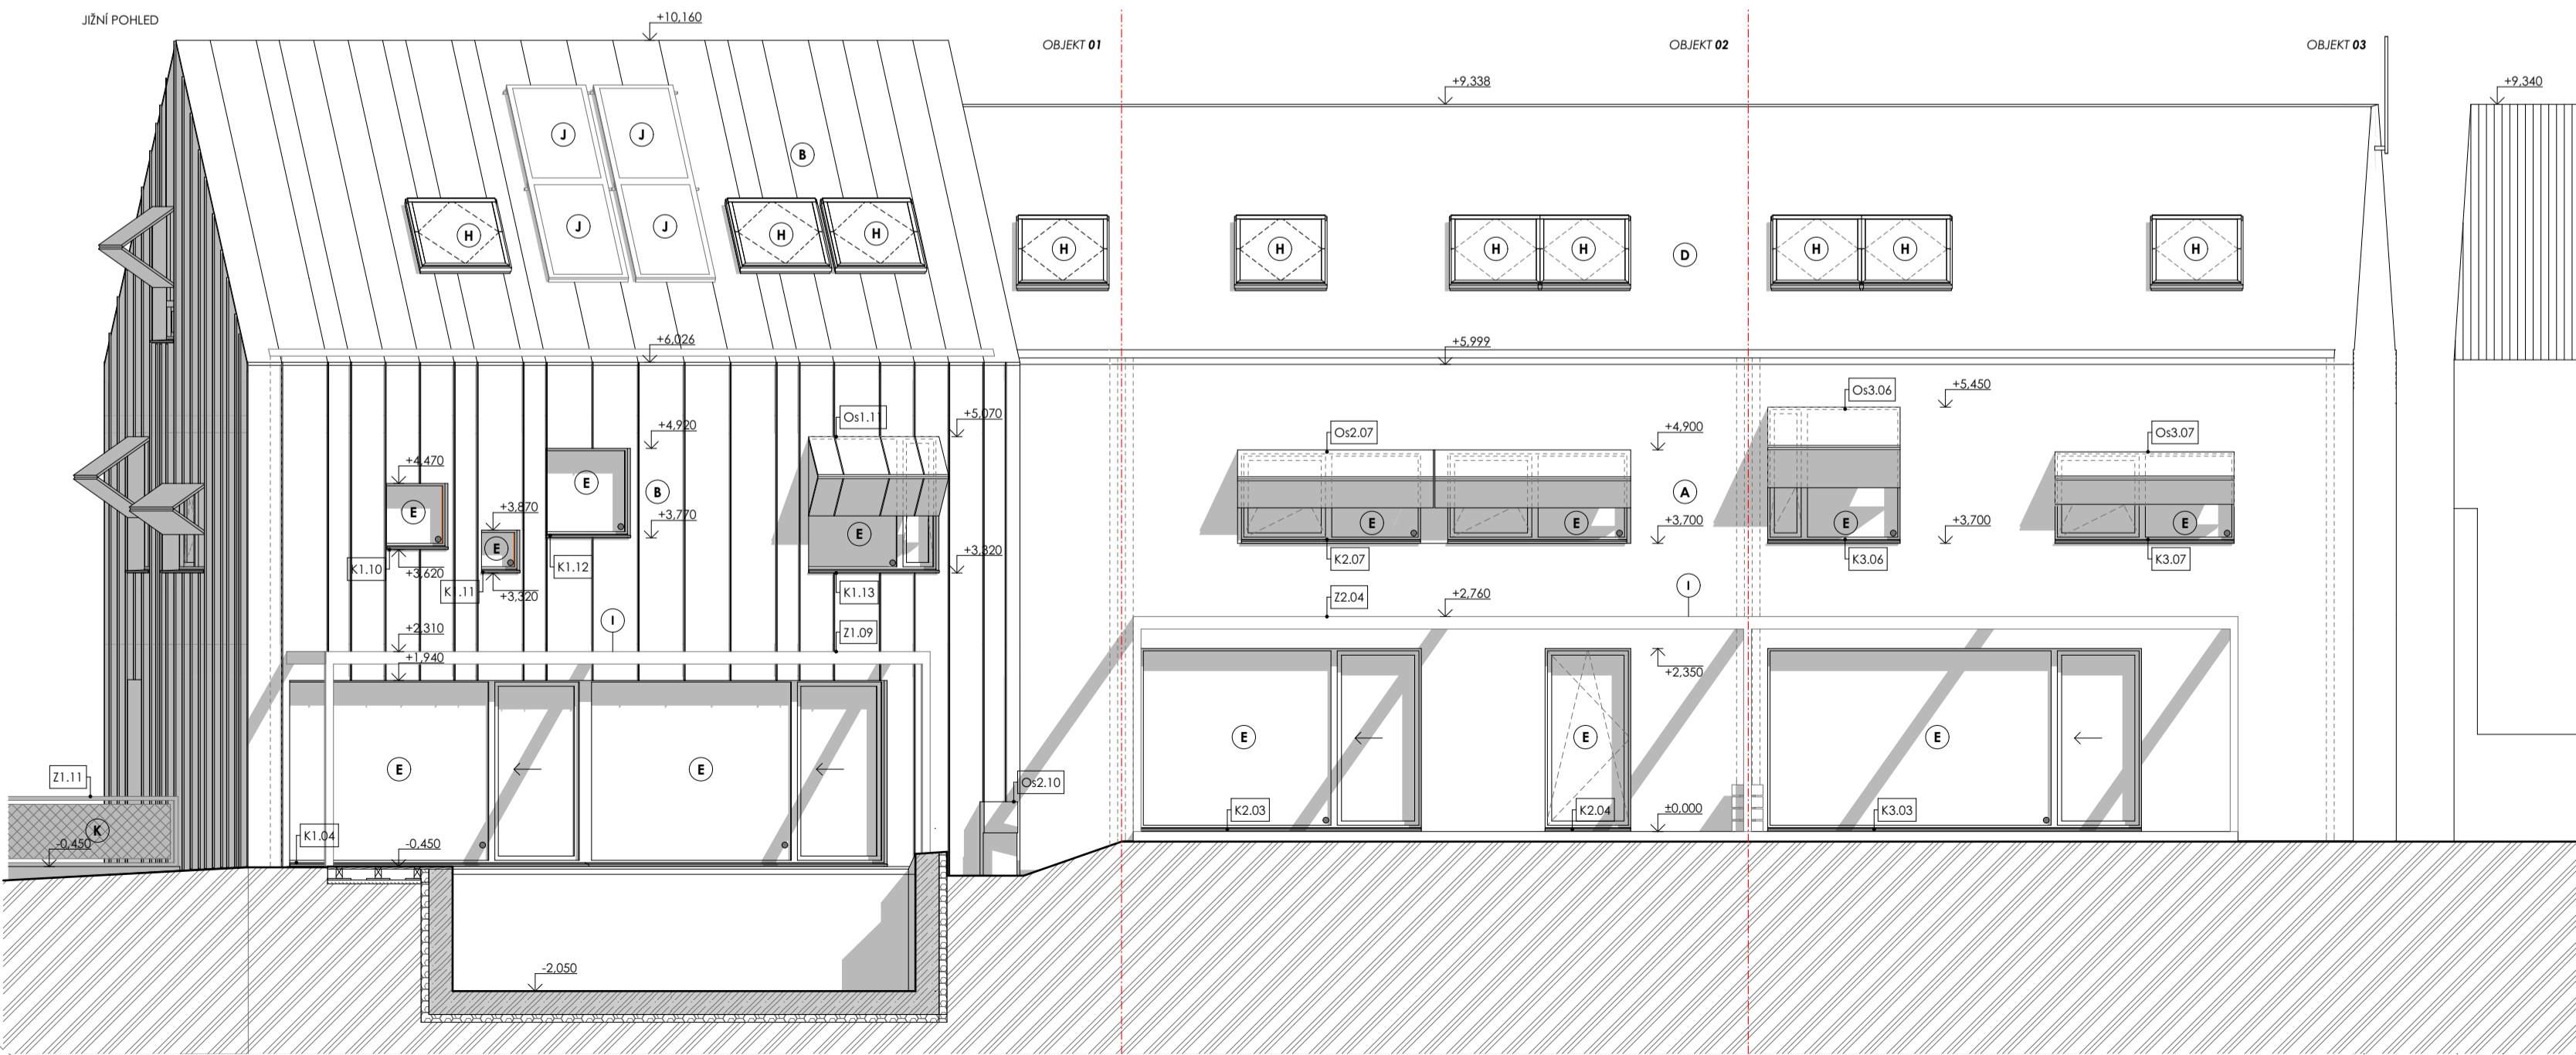 JIŽNÍ POHLED
+10,160
OBJEKT 01
OBJEKT 02
OBJEKT 03
+9,338
+9,340
J
J
B
J
J
H
H
H
H
H
H
H
D
H
H
H
+6,026
+5,999
Os1.11
+5,070
+4,920
+4,470
+3,870
E
E
E
B
+3,770
E
+3,320
K1.10
+3,620
K1.11
+3,320
K1.12
K1.13
Os2.07
+4,900
Os3.06
+5,450
Os3.07
A
E
E
+3,700
E
+3,700
E
K2.07
K3.06
K3.07
I
+2,310
Z1.09
+1,940
Z2.04
+2,760
I
+2,350
E
E
E
E
E
Z1.11
K
-0,450
K1.04
-0,450
Os2.10
K2.03
K2.04
±0,000
K3.03
-2,050